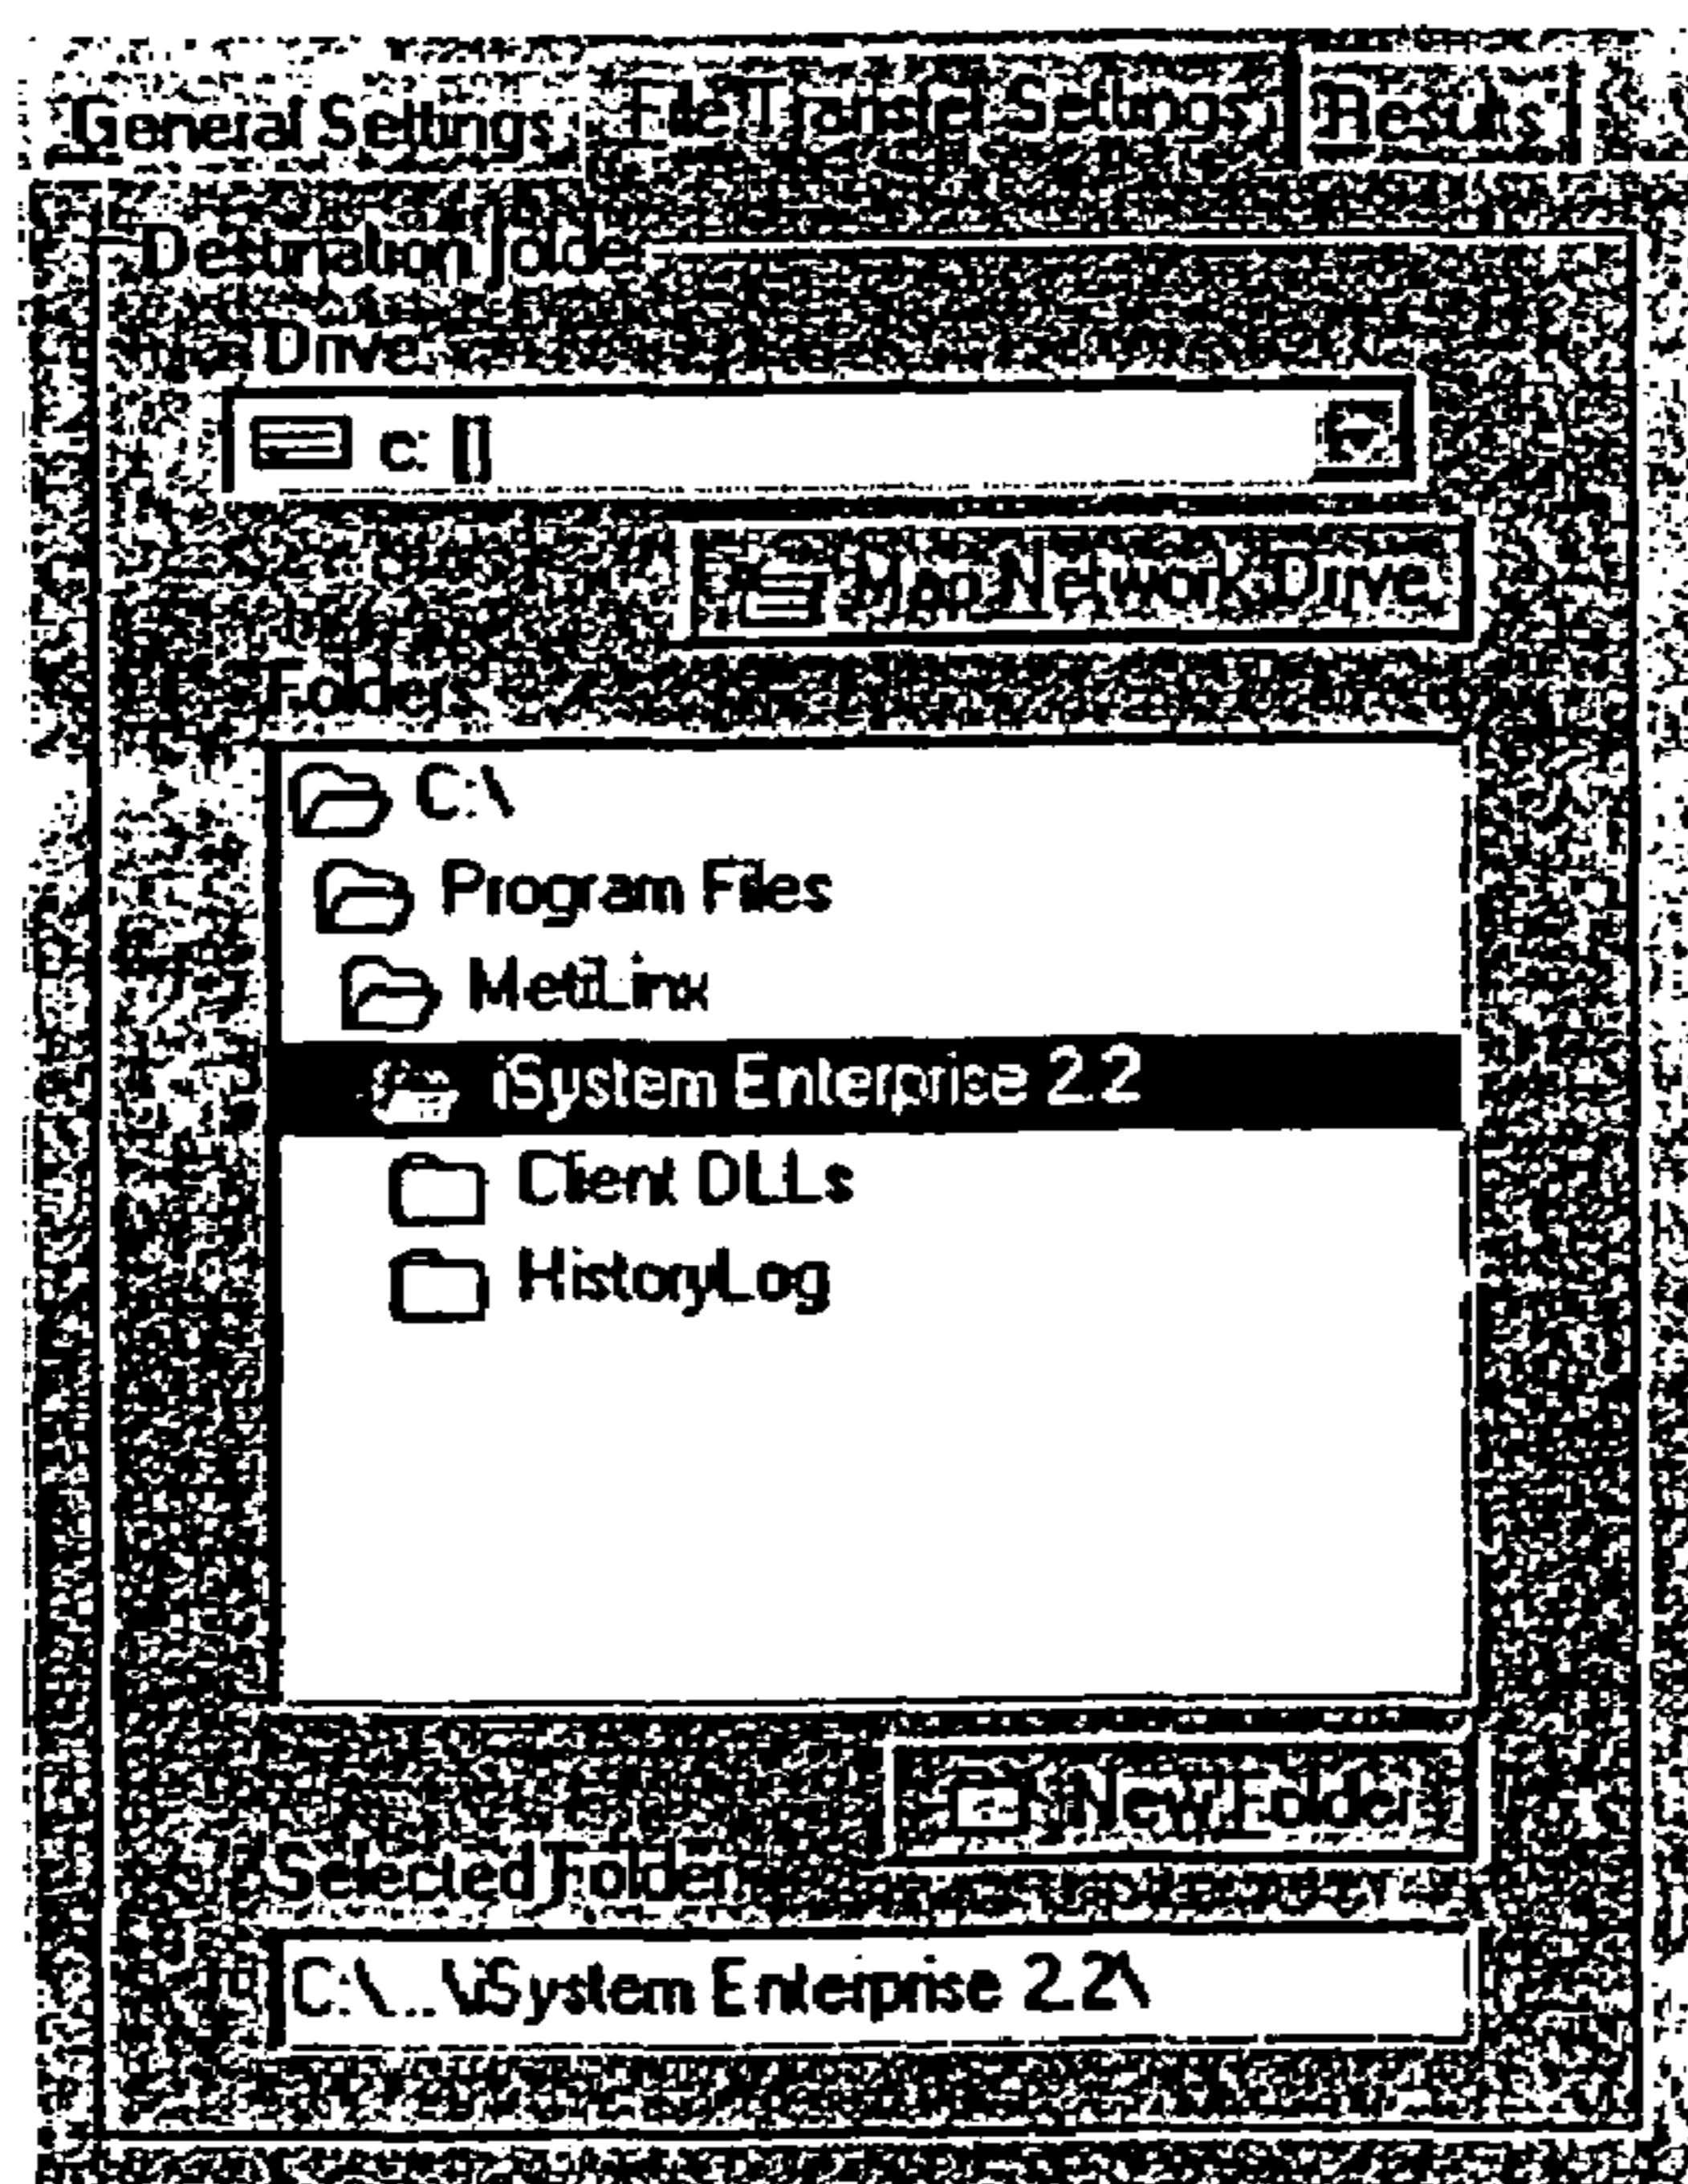 General Settings File Transfer Settings Results
Destination folder
Drive
c: []
Map Network Drive
Folders
C:\
Program Files
MetiLinx
iSystem Enterprise 2.2
Client DLLs
HistoryLog
New Folder
Selected Folder
C:\...\iSystem Enterprise 2.2\